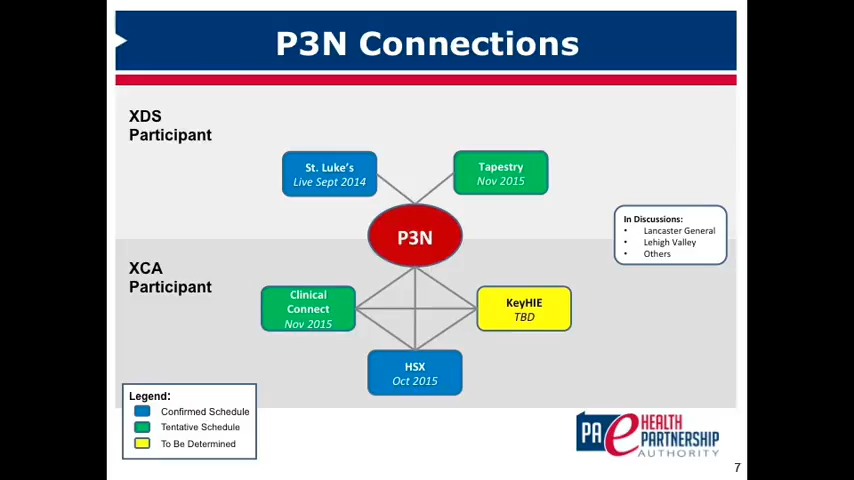 P3N Connections
XDS
Participant
St. Luke's
Live Sept 2014
Tapestry
Nov 2015
P3N
In Discussions:
• Lancaster General
• Lehigh Valley
• Others
XCA
Participant
Clinical
Connect
Nov 2015
KeyHIE
TBD
HSX
Oct 2015
Legend:
Confirmed Schedule
Tentative Schedule
To Be Determined
PA e HEALTH
PARTNERSHIP
AUTHORITY
7